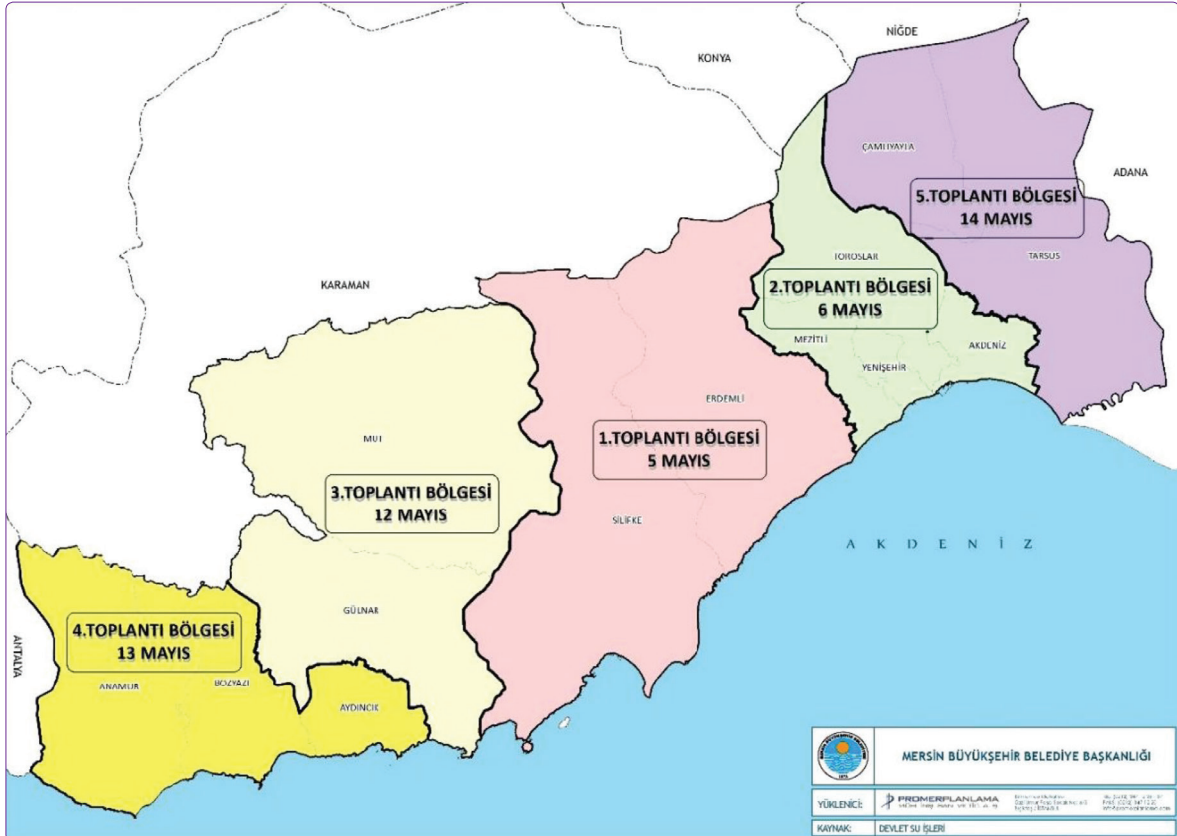 NİĞDE
KONYA
ÇAMLIYAYLA
ADANA
5.TOPLANTI BÖLGESİ
14 MAYIS
TARSUS
TOROSLAR
KARAMAN
2.TOPLANTI BÖLGESİ
6 MAYIS
MEZİTLİ
AKDENİZ
YENİŞEHİR
ERDEMLİ
1.TOPLANTI BÖLGESİ
5 MAYIS
MUT
3.TOPLANTI BÖLGESİ
12 MAYIS
SİLİFKE
AKDENİZ
GÜLNAR
4.TOPLANTI BÖLGESİ
13 MAYIS
ANTALYA
ANAMUR
BOZYAZI
AYDINCIK
MERSİN BÜYÜKŞEHİR BELEDİYE BAŞKANLIĞI
YÜKLENİCİ:
PROMERPLANLAMA
KAYNAK:
DEVLET SU İŞLERİ